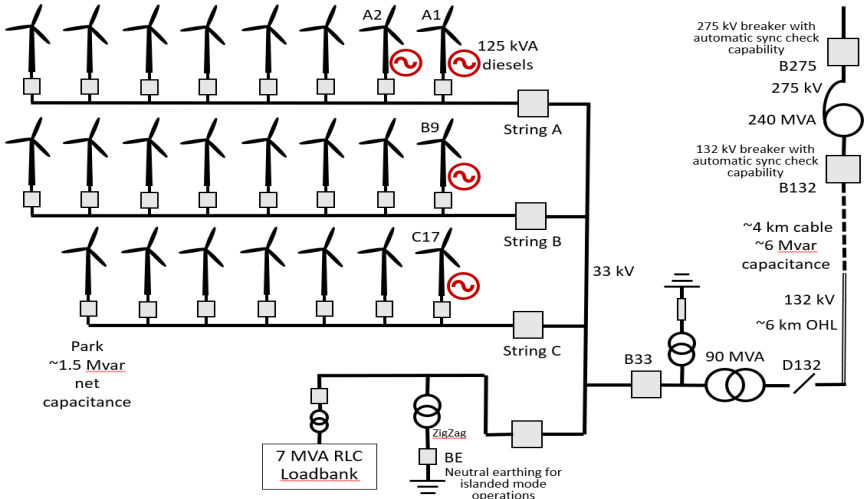 A2
A1
125 kVA
diesels
String A
B9
String B
C17
String C
Park
~1.5 Mvar
net
capacitance
33 kV
7 MVA RLC
Loadbank
ZigZag
BE
Neutral earthing for
islanded mode
operations
B33
90 MVA
D132
275 kV breaker with
automatic sync check
capability
B275
275 kV
240 MVA
132 kV breaker with
automatic sync check
capability
B132
~4 km cable
~6 Mvar
capacitance
132 kV
~6 km OHL